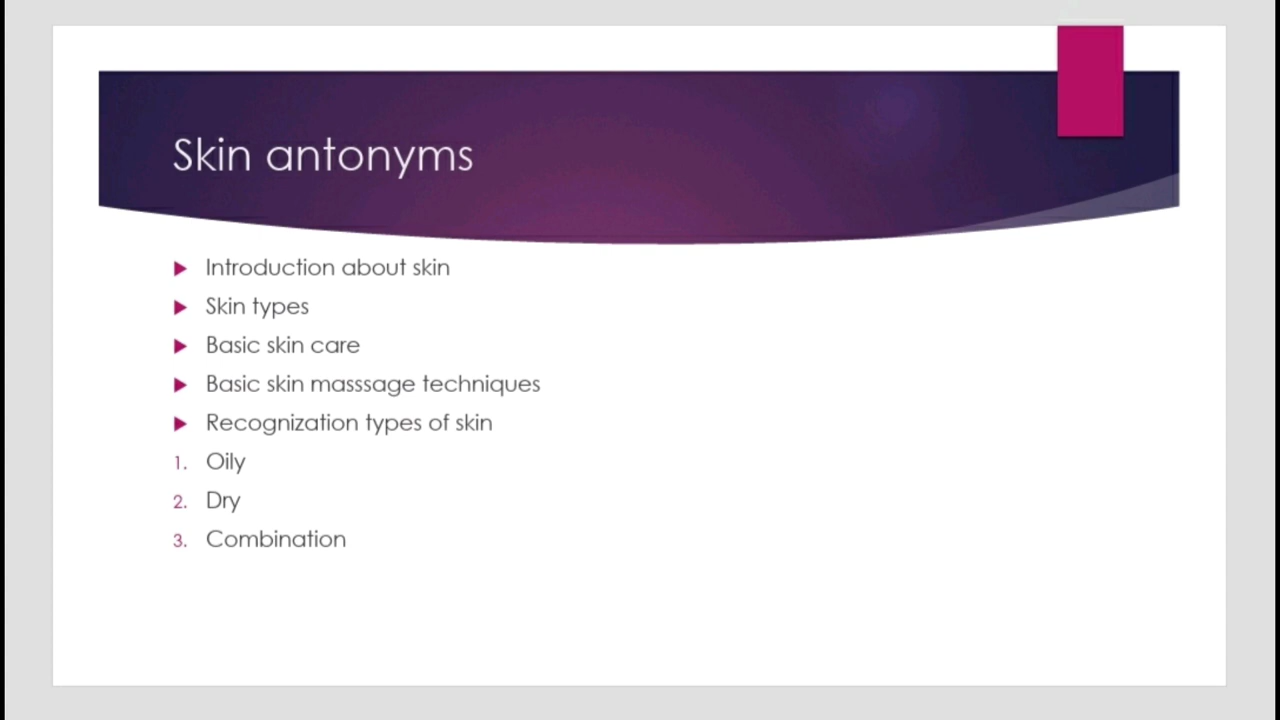 Skin antonyms
Introduction about skin
Skin types
Basic skin care
Basic skin masssage techniques
Recognization types of skin
1. Oily
2. Dry
3. Combination